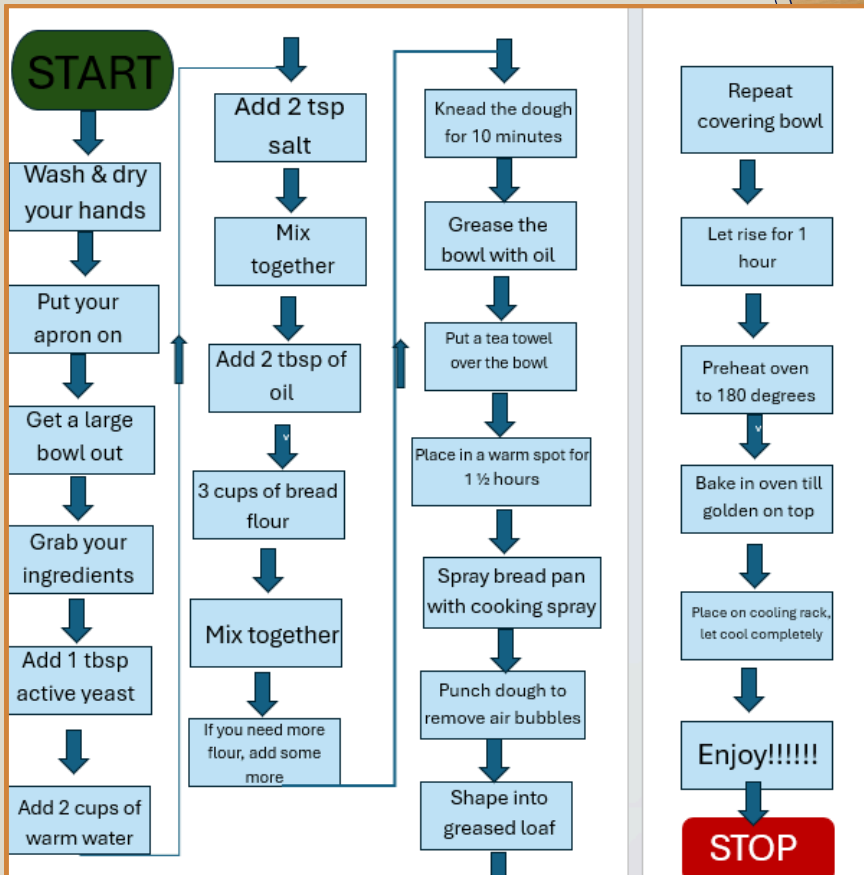 START
Wash & dry
your hands
Put your
apron on
Get a large
bowl out
Grab your
ingredients
Add 1 tbsp
active yeast
Add 2 cups of
warm water
Add 2 tsp
salt
Mix
together
Add 2 tbsp of
oil
v
3 cups of bread
flour
Mix together
If you need more
flour, add some
more
Knead the dough
for 10 minutes
Grease the
bowl with oil
Put a tea towel
over the bowl
Place in a warm spot for
1 ½ hours
Spray bread pan
with cooking spray
Punch dough to
remove air bubbles
Shape into
greased loaf
Repeat
covering bowl
Let rise for 1
hour
Preheat oven
to 180 degrees
v
Bake in oven till
golden on top
Place on cooling rack,
let cool completely
Enjoy!!!!!!
STOP